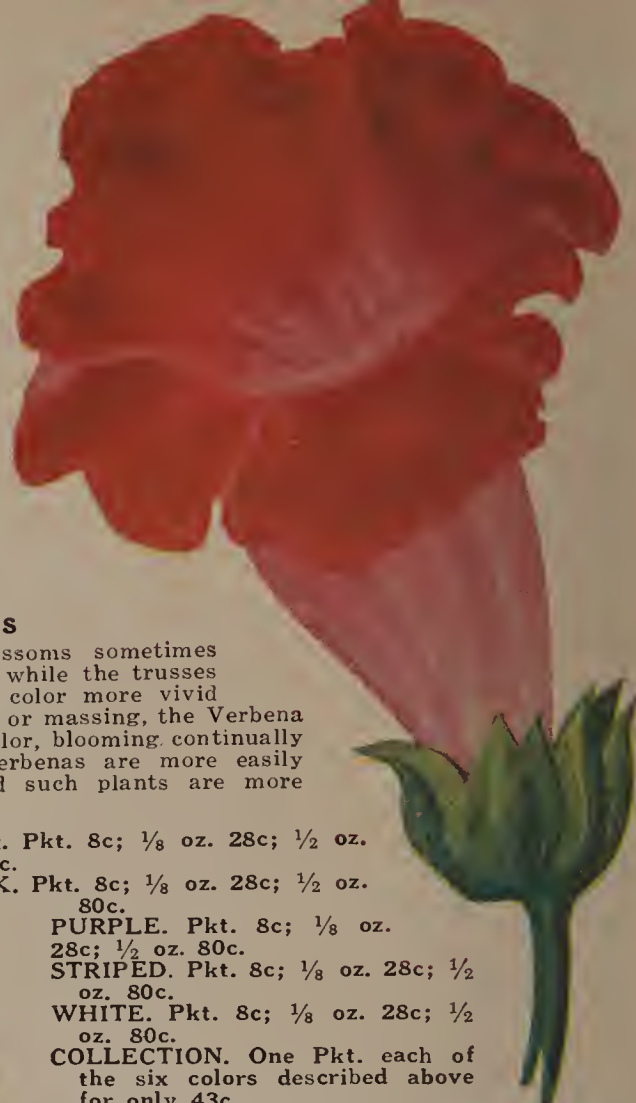 s
ssoms sometimes
while the trusses
color more vivid
or massing, the Verbena
lor, blooming continually
erbenas are more easily
d such plants are more
. Pkt. 8c; ⅛ oz. 28c; ½ oz.
c.
K. Pkt. 8c; ⅛ oz. 28c; ½ oz.
80c.
PURPLE. Pkt. 8c; ⅛ oz.
28c; ½ oz. 80c.
STRIPED. Pkt. 8c; ⅛ oz. 28c; ½
oz. 80c.
WHITE. Pkt. 8c; ⅛ oz. 28c; ½
oz. 80c.
COLLECTION. One Pkt. each of
the six colors described above
for only 43c